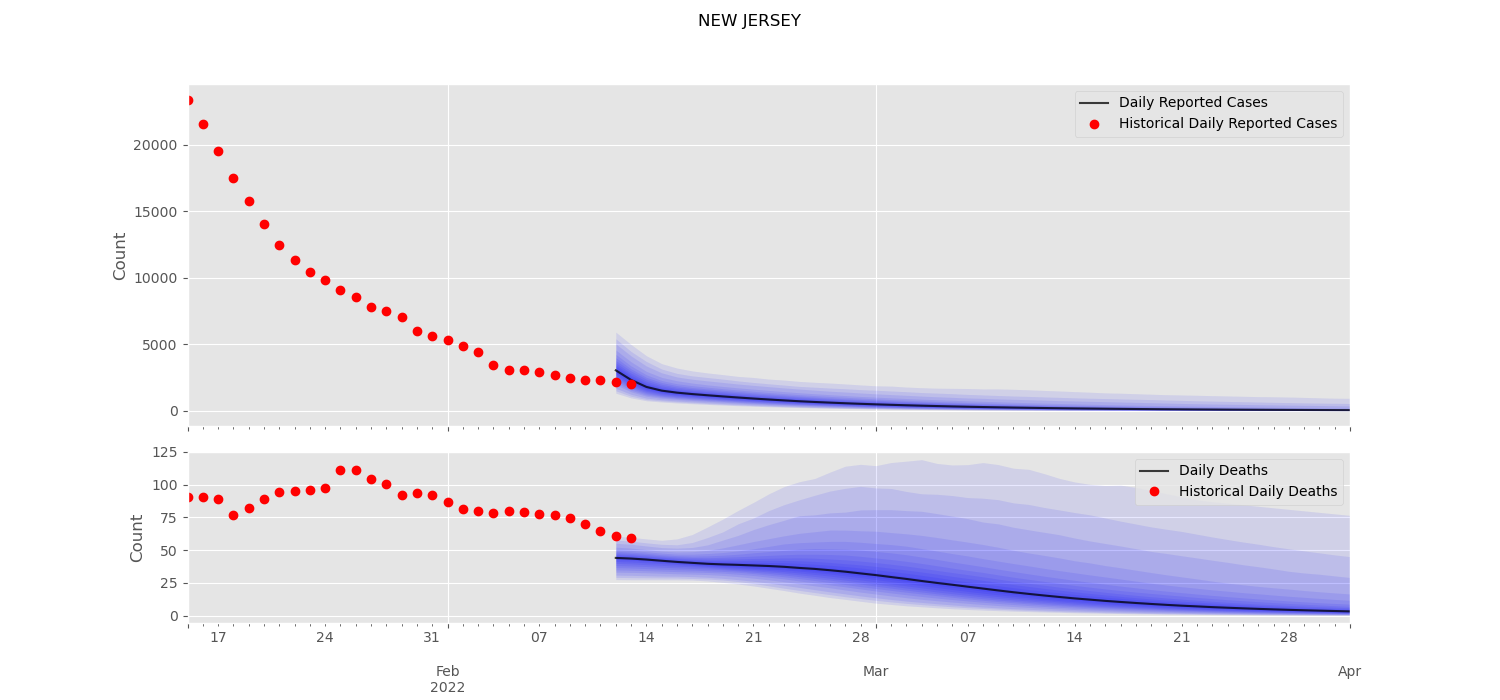 NEW JERSEY
Daily Reported Cases
Historical Daily Reported Cases
Count
20000
15000
10000
5000
0
Daily Deaths
Historical Daily Deaths
Count
125
100
75
50
25
0
17 24 31 07 14 21 28 07 14 21 28
Feb Mar Apr
2022